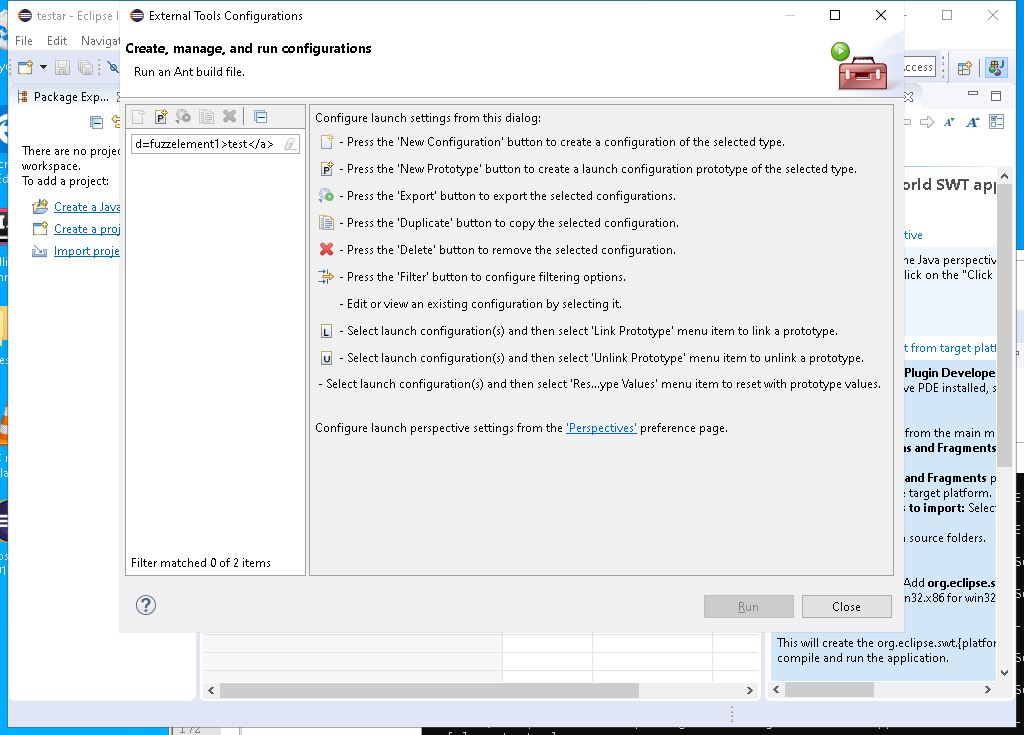 testar - Eclipse I
External Tools Configurations
File Edit Navigat
Create, manage, and run configurations
Run an Ant build file.
ccess
Package Exp...
There are no projec
workspace.
To add a project:
Create a Java
Create a proj
Import proje
d=fuzzelement1>test</a>
Filter matched 0 of 2 items
Configure launch settings from this dialog:
- Press the 'New Configuration' button to create a configuration of the selected type.
P - Press the 'New Prototype' button to create a launch configuration prototype of the selected type.
- Press the 'Export' button to export the selected configurations.
- Press the 'Duplicate' button to copy the selected configuration.
- Press the 'Delete' button to remove the selected configuration.
- Press the 'Filter' button to configure filtering options.
- Edit or view an existing configuration by selecting it.
L - Select launch configuration(s) and then select 'Link Prototype' menu item to link a prototype.
U - Select launch configuration(s) and then select 'Unlink Prototype' menu item to unlink a prototype.
- Select launch configuration(s) and then select 'Res...ype Values' menu item to reset with prototype values.
Configure launch perspective settings from the 'Perspectives' preference page.
Run
Close
orld SWT app
tive
he Java perspectiv
lick on the "Click
t from target platf
Plugin Develope
ve PDE installed, s
from the main m
ns and Fragments
and Fragments p
e target platform.
s to import: Selec
n source folders.
Add org.eclipse.s
n32.x86 for win32
This will create the org.eclipse.swt.{platfor
compile and run the application.
172